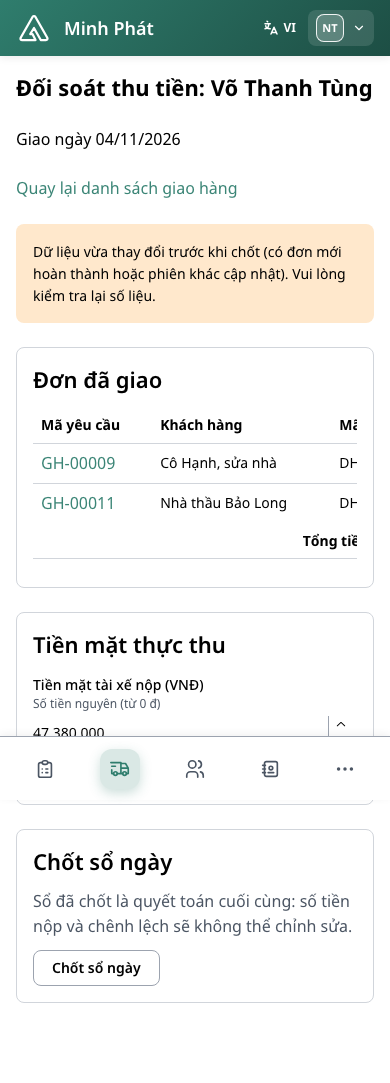 Minh Phát
VI
NT
Đối soát thu tiền: Võ Thanh Tùng
Giao ngày 04/11/2026
Quay lại danh sách giao hàng
Dữ liệu vừa thay đổi trước khi chốt (có đơn mới
hoàn thành hoặc phiên khác cập nhật). Vui lòng
kiểm tra lại số liệu.
Đơn đã giao
Mã yêu cầu Khách hàng
GH-00009 Cô Hạnh, sửa nhà DH
GH-00011 Nhà thầu Bảo Long DH
Tổng
Tiền mặt thực thu
Tiền mặt tài xế nộp (VNĐ)
Số tiền nguyên (từ 0 đ)
47.380.000
Chốt sổ ngày
Sổ đã chốt là quyết toán cuối cùng: số tiền
nộp và chênh lệch sẽ không thể chỉnh sửa.
Chốt sổ ngày